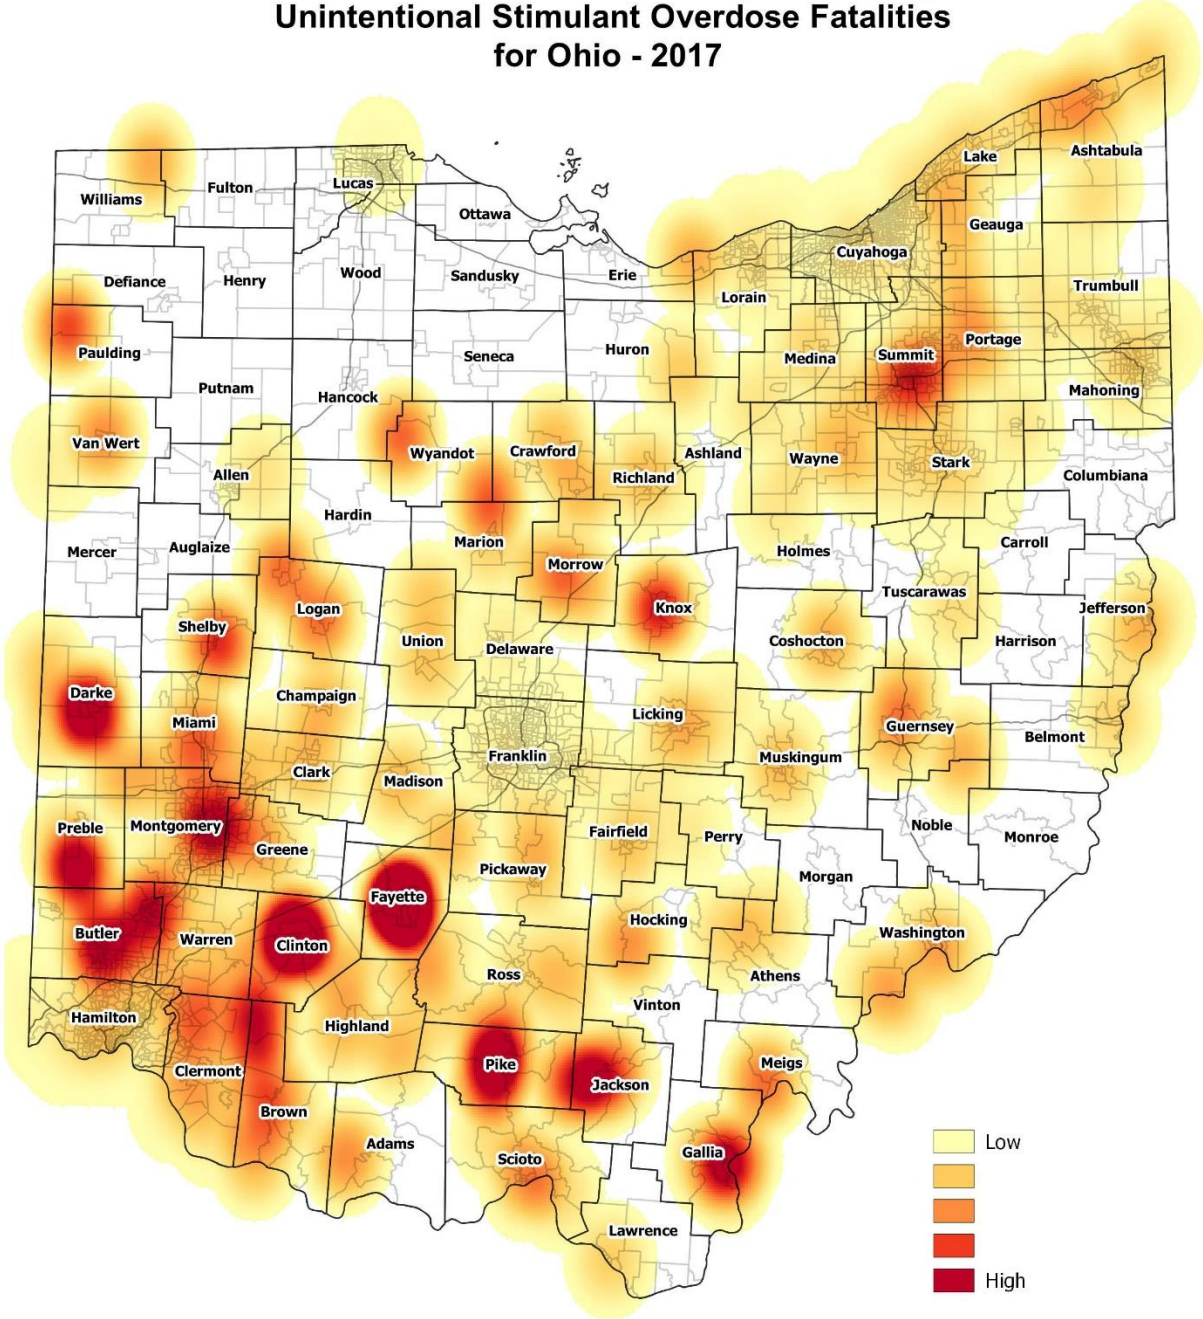 Unintentional Stimulant Overdose Fatalities
for Ohio - 2017
Lake
Ashtabula
Williams
Fulton
Lucas
Ottawa
Geauga
Cuyahoga
Defiance
Henry
Wood
Sandusky
Erie
Lorain
Trumbull
Paulding
Seneca
Huron
Medina
Summit
Portage
Putnam
Hancock
Mahoning
Van Wert
Allen
Wyandot
Crawford
Richland
Ashland
Wayne
Stark
Columbiana
Hardin
Mercer
Auglaize
Marion
Morrow
Holmes
Carroll
Shelby
Logan
Knox
Tuscarawas
Jefferson
Union
Delaware
Coshocton
Harrison
Darke
Champaign
Miami
Licking
Guernsey
Belmont
Clark
Madison
Franklin
Muskingum
Preble
Montgomery
Greene
Fairfield
Perry
Noble
Monroe
Pickaway
Morgan
Fayette
Butler
Warren
Clinton
Hocking
Washington
Ross
Athens
Hamilton
Highland
Vinton
Clermont
Pike
Jackson
Meigs
Brown
Adams
Scioto
Gallia
Lawrence
Low
High